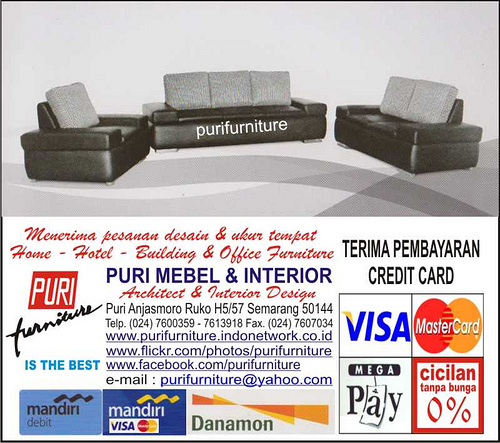 purifurniture
Menerima pesanan desain & ukur tempat
Home - Hotel - Building & Office Furniture
PURI MEBEL & INTERIOR
Architect & Interior Design
Puri Anjasmoro Ruko H5/57 Semarang 50144
Telp. (024) 7600359 - 7613918 Fax. (024) 7607034
www.purifurniture.indonetwork.co.id
www.flickr.com/photos/purifurniture
www.facebook.com/purifurniture
e-mail : purifurniture@yahoo.com
PURI
furniture
IS THE BEST
mandiri
debit
mandiri
VISA
Danamon
TERIMA PEMBAYARAN
CREDIT CARD
VISA
MasterCard
MEGA
Pay
cicilan
tanpa bunga
0%